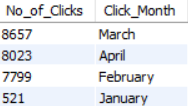 No_of_Clicks Click_Month
8657 March
8023 April
7799 February
521 January